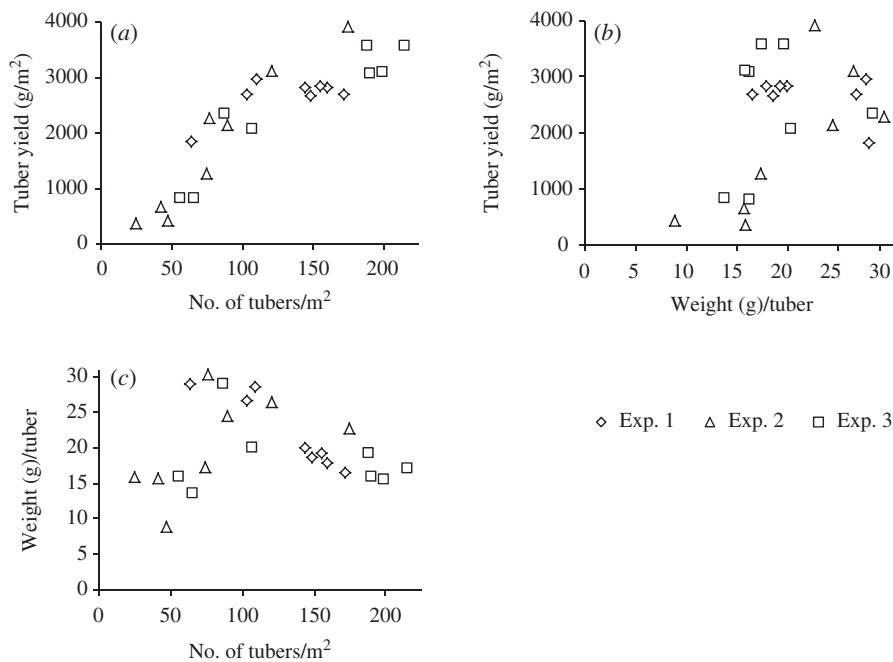 (a)
4000
3000
2000
1000
0
Tuber yield (g/m²)
0 50 100 150 200
No. of tubers/m²
(b)
4000
3000
2000
1000
0
Tuber yield (g/m²)
0 5 10 15 20 25 30
Weight (g)/tuber
(c)
30
25
20
15
10
5
0
Weight (g)/tuber
0 50 100 150 200
No. of tubers/m²
Exp. 1 Exp. 2 Exp. 3